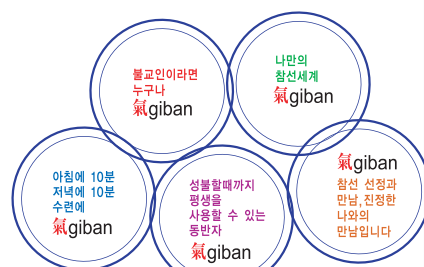 불교인이라면
누구나
氣giban
나만의
참선세계
氣giban
아침에 10분
저녁에 10분
수련에
氣giban
성불할때까지
평생을
사용할 수 있는
동반자
氣giban
氣giban
참선 선정과
만남,진정한
나와의
만남입니다